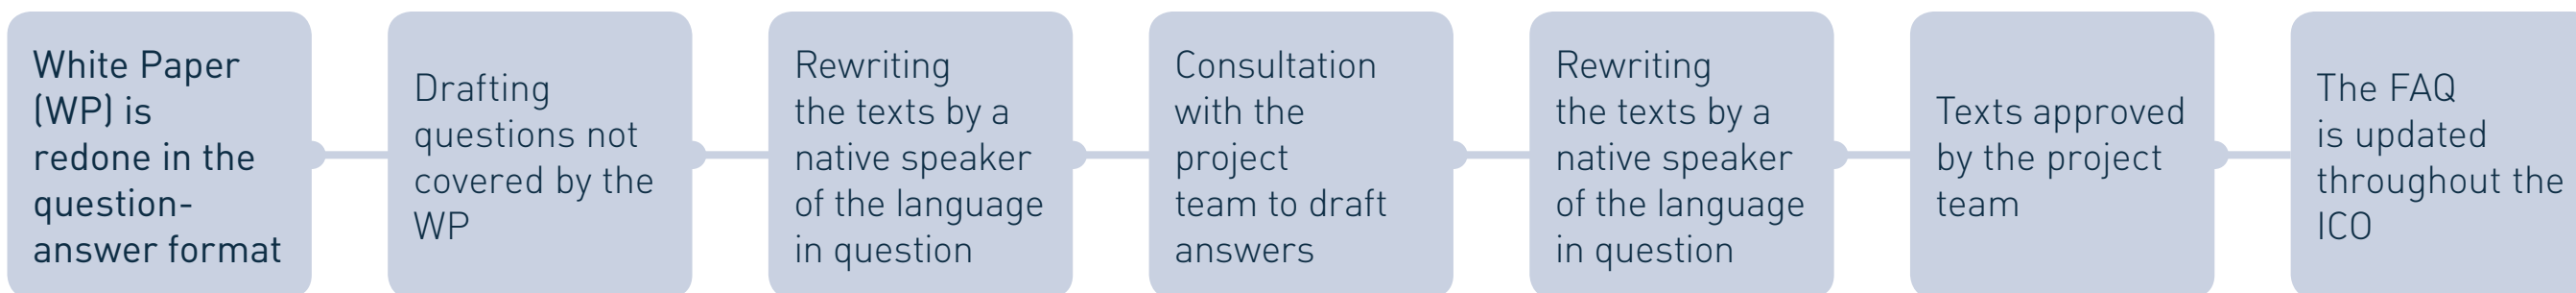 White Paper
(WP) is
redone in the
question-
answer format
Drafting
questions not
covered by the
WP
Rewriting
the texts by a
native speaker
of the language
in question
Consultation
with the
project
team to draft
answers
Rewriting
the texts by a
native speaker
of the language
in question
Texts approved
by the project
team
The FAQ
is updated
throughout the
ICO